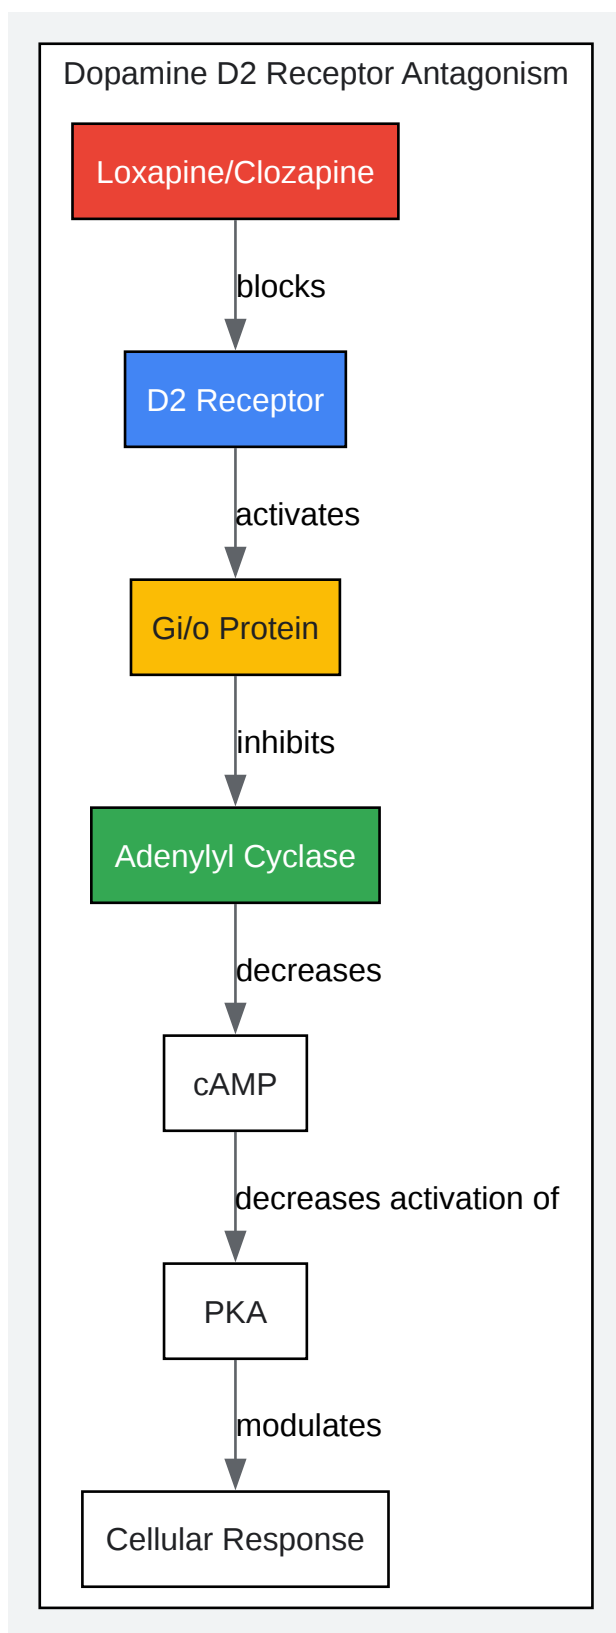 Dopamine D2 Receptor Antagonism
Loxapine/Clozapine
blocks
D2 Receptor
activates
Gi/o Protein
inhibits
Adenylyl Cyclase
decreases
cAMP
decreases activation of
PKA
modulates
Cellular Response